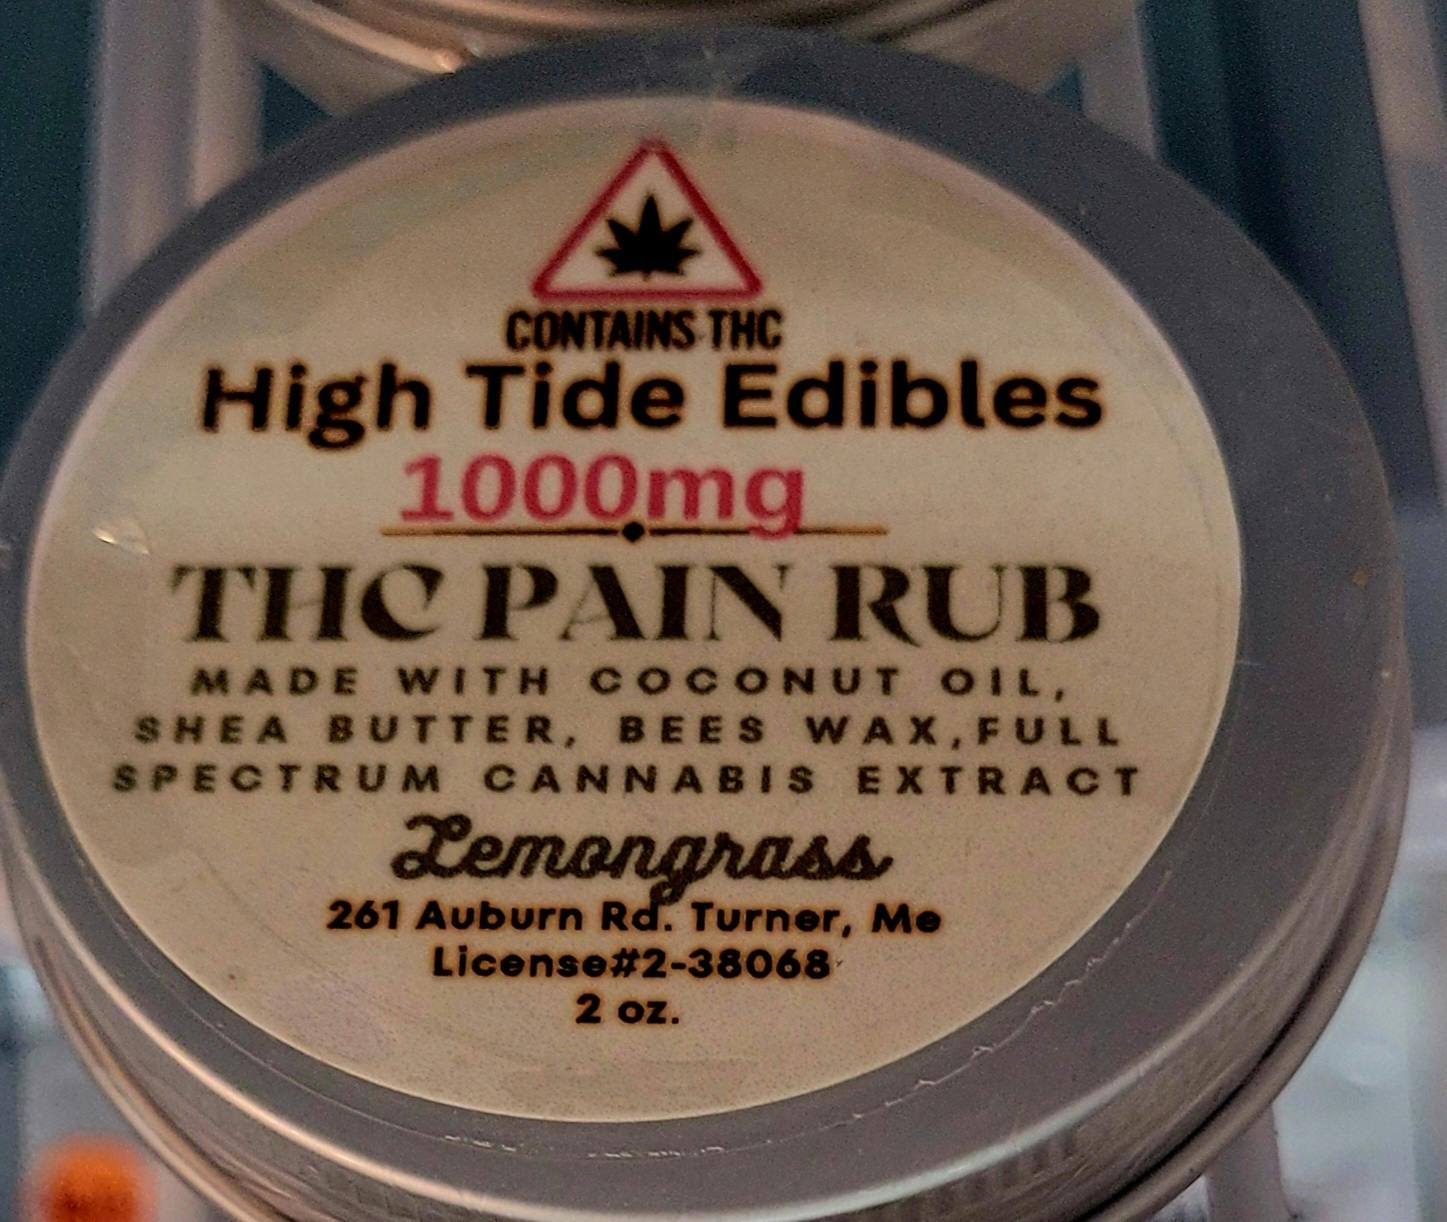 CONTAINS THC
High Tide Edibles
1000mg
THC PAIN RUB
MADE WITH COCONUT OIL,
SHEA BUTTER, BEES WAX,FULL
SPECTRUM CANNABIS EXTRACT
Lemongrass
261 Auburn Rd. Turner, Me
License#2-38068
2 oz.